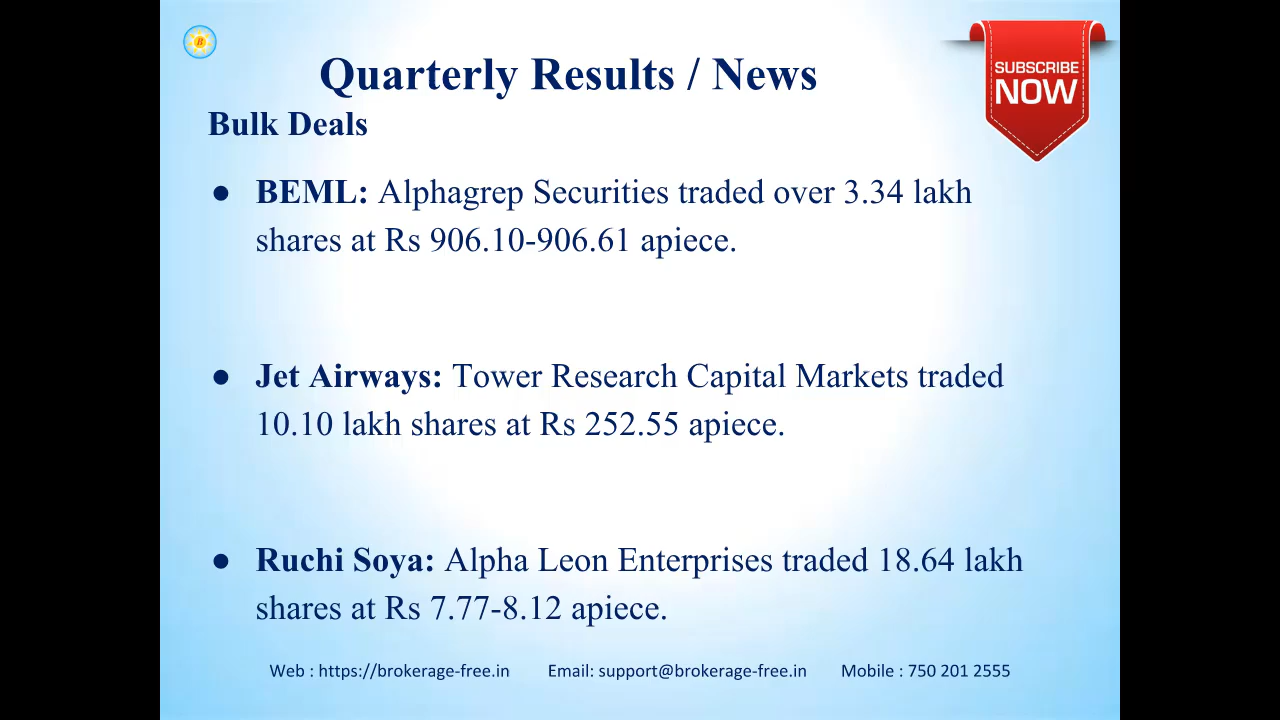 Quarterly Results / News
SUBSCRIBE
NOW
Bulk Deals
● BEML: Alphagrep Securities traded over 3.34 lakh
shares at Rs 906.10-906.61 apiece.
● Jet Airways: Tower Research Capital Markets traded
10.10 lakh shares at Rs 252.55 apiece.
● Ruchi Soya: Alpha Leon Enterprises traded 18.64 lakh
shares at Rs 7.77-8.12 apiece.
Web : https://brokerage-free.in Email: support@brokerage-free.in Mobile : 750 201 2555